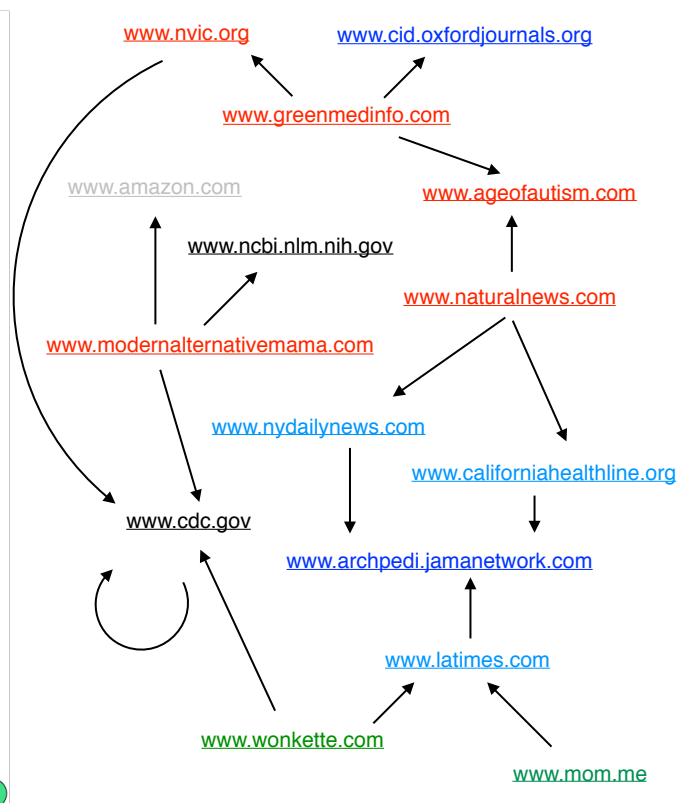 www.nvic.org
www.cid.oxfordjournals.org
www.greenmedinfo.com
www.amazon.com
www.ageofautism.com
www.ncbi.nlm.nih.gov
www.naturalnews.com
www.modernalternativemama.com
www.nydailynews.com
www.californiahealthline.org
www.cdc.gov
www.archpedi.jamanetwork.com
www.latimes.com
www.wonkette.com
www.mom.me